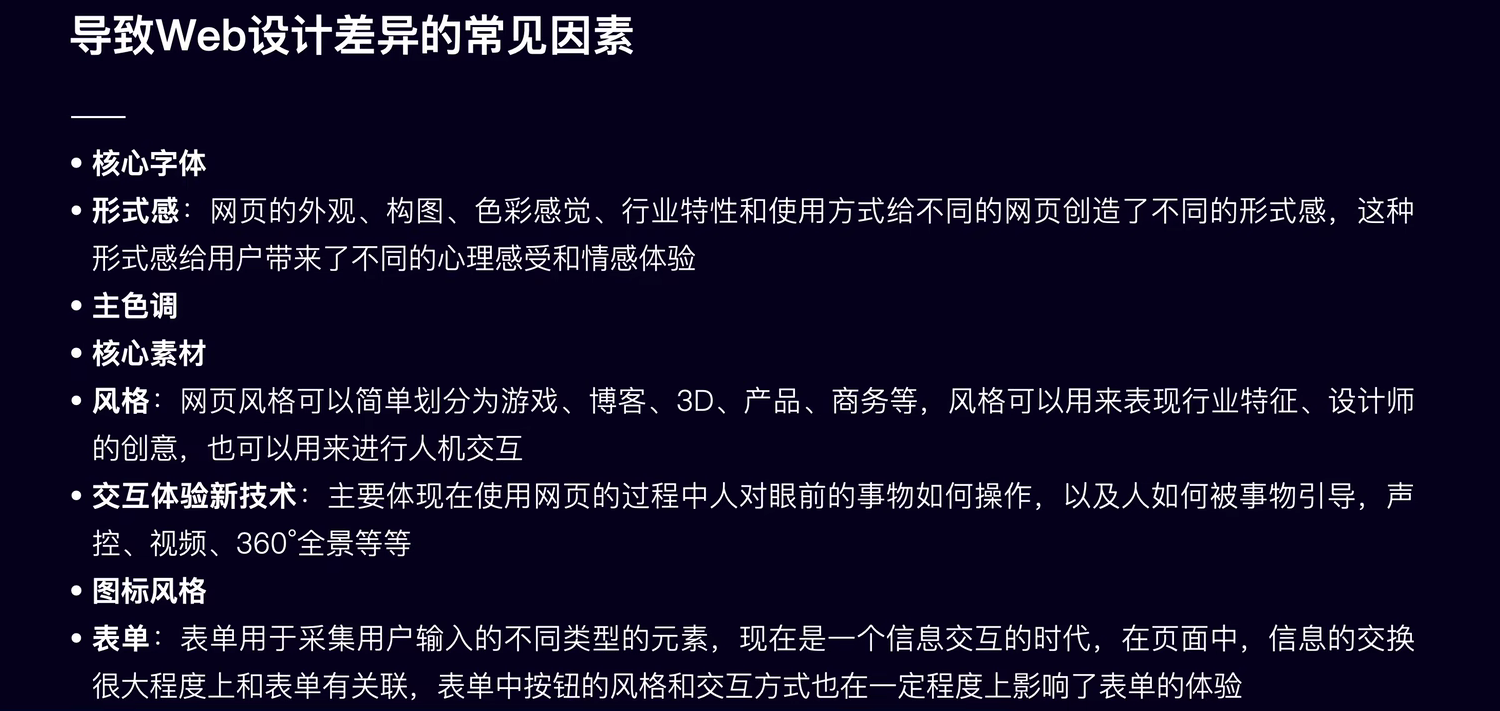 导致Web设计差异的常见因素
• 核心字体
• 形式感：网页的外观、构图、色彩感觉、行业特性和使用方式给不同的网页创造了不同的形式感，这种
形式感给用户带来了不同的心理感受和情感体验
• 主色调
• 核心素材
• 风格：网页风格可以简单划分为游戏、博客、3D、产品、商务等，风格可以用来表现行业特征、设计师
的创意，也可以用来进行人机交互
• 交互体验新技术：主要体现在使用网页的过程中人对眼前的事物如何操作，以及人如何被事物引导，声
控、视频、360°全景等等
• 图标风格
• 表单：表单用于采集用户输入的不同类型的元素，现在是一个信息交互的时代，在页面中，信息的交换
很大程度上和表单有关联，表单中按钮的风格和交互方式也在一定程度上影响了表单的体验